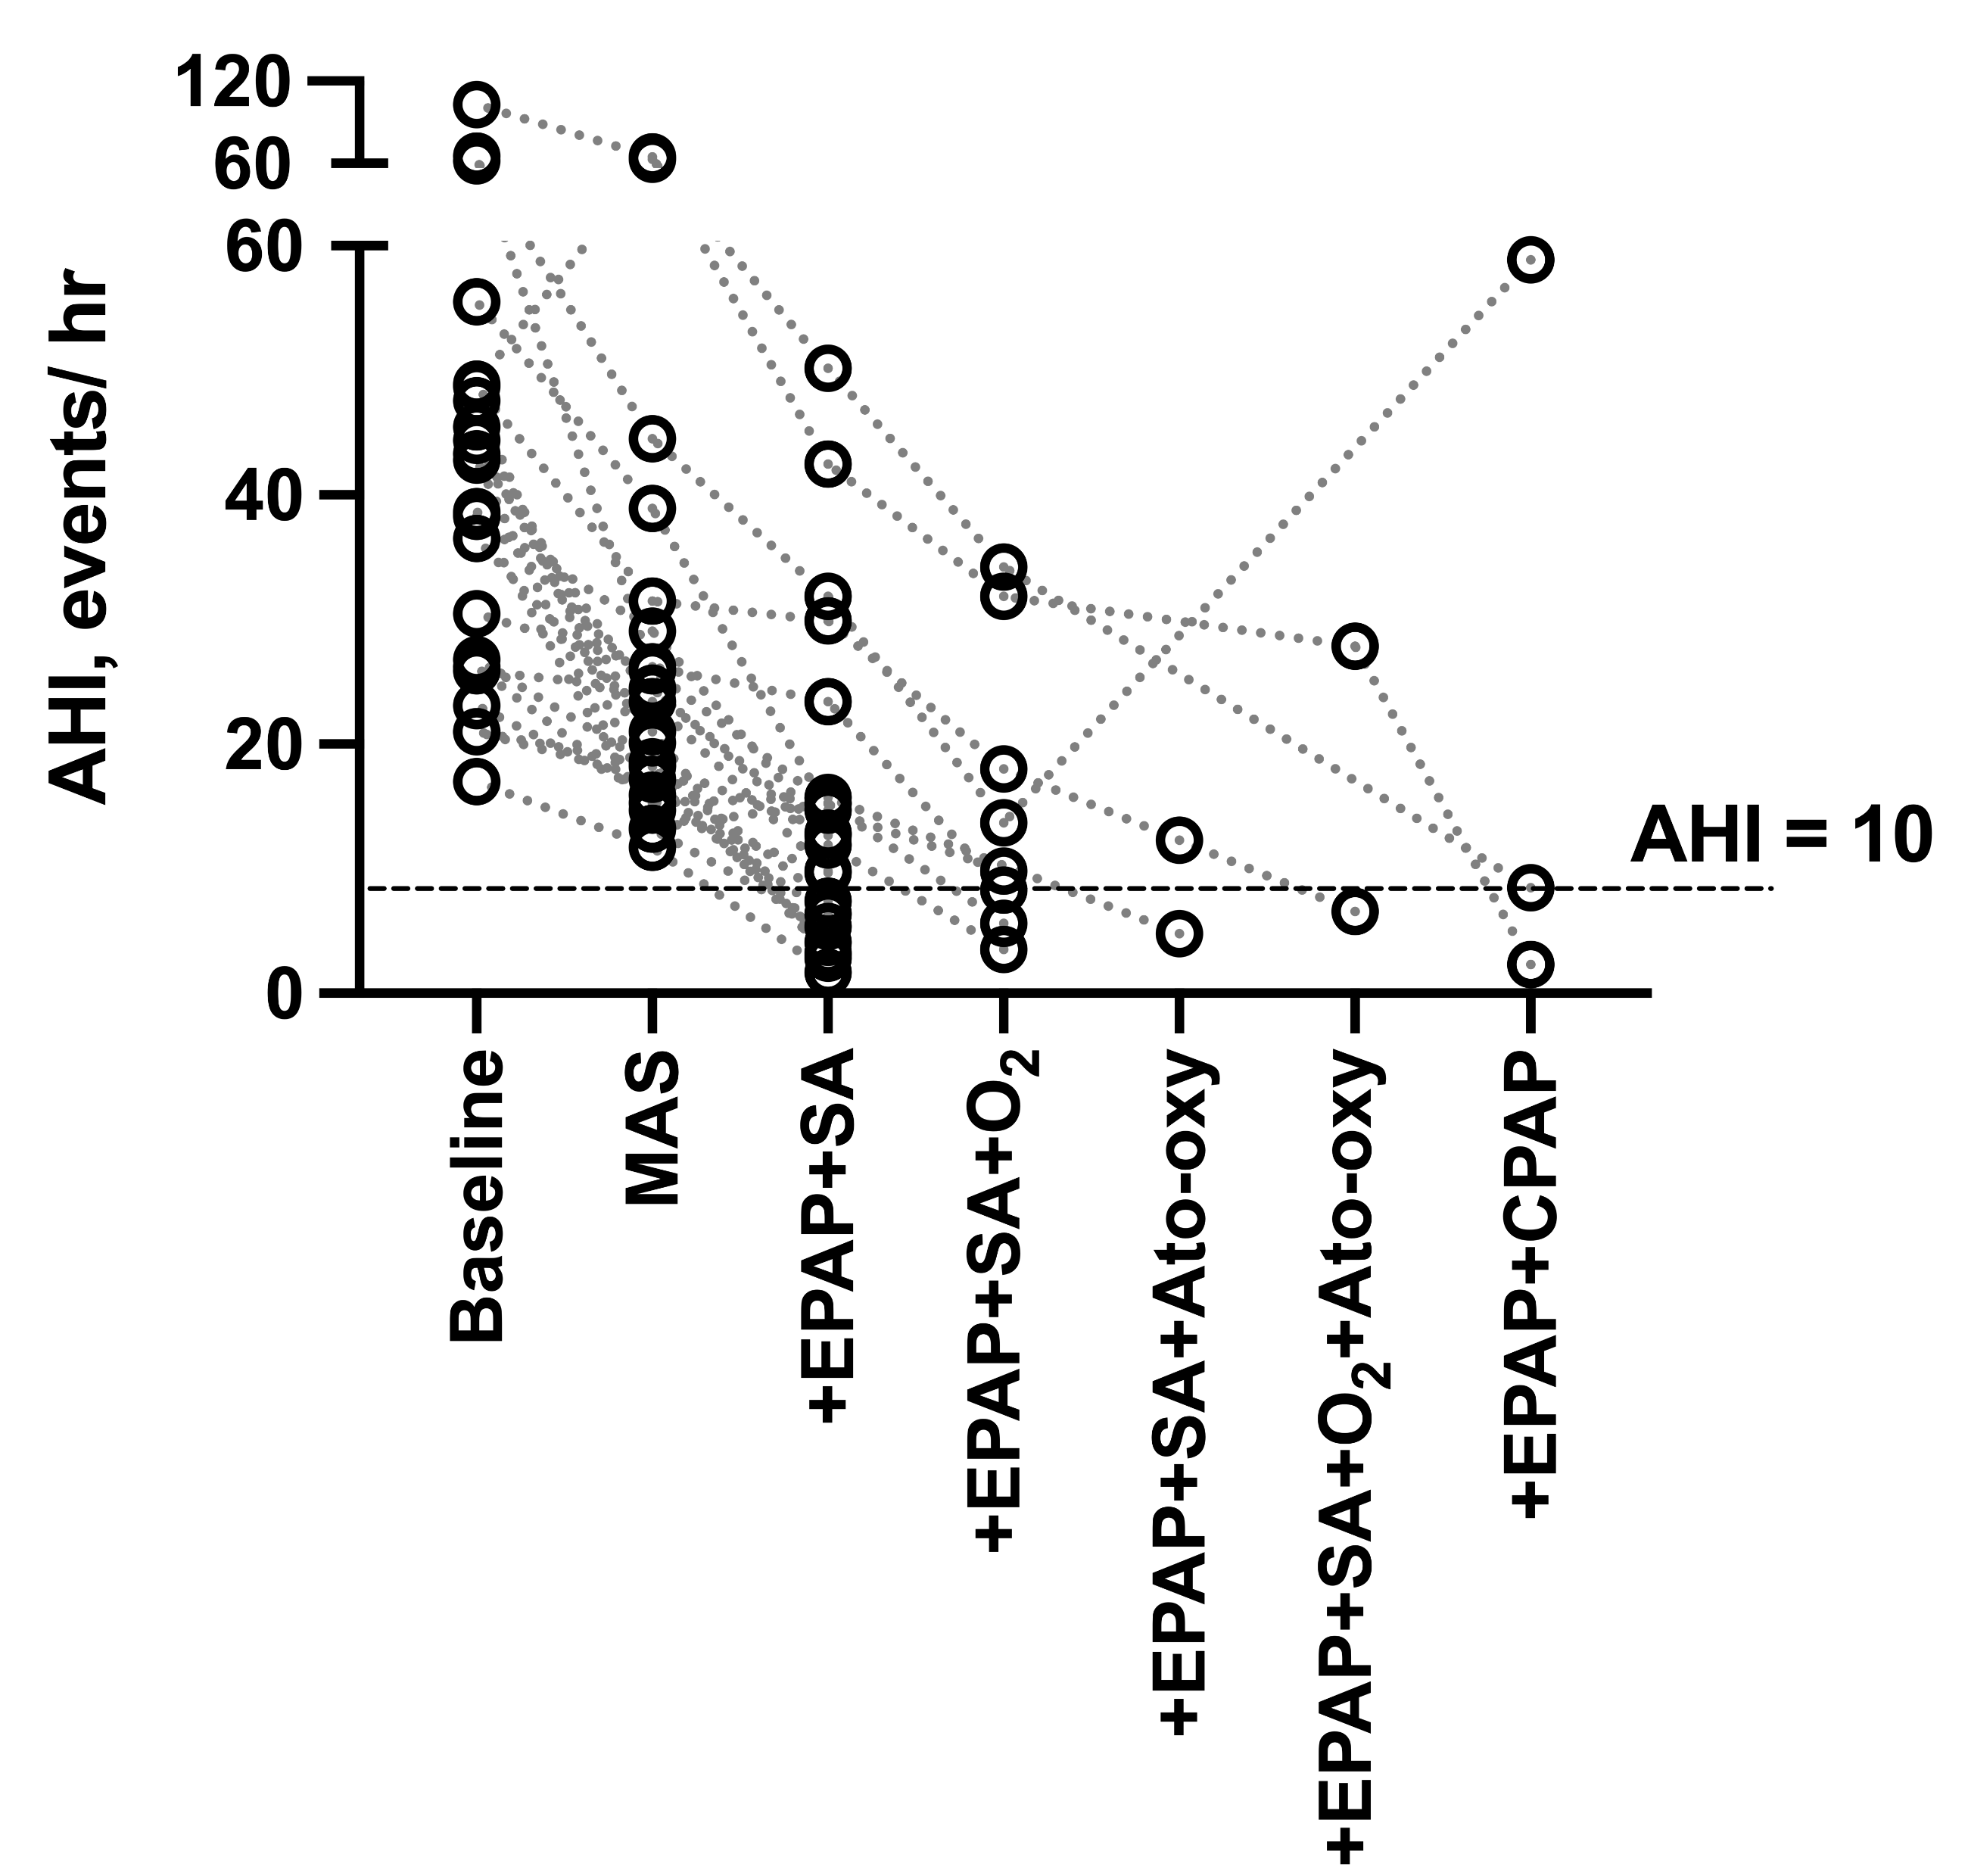 120
60
60
40
20
0
AHI, events/ hr
AHI = 10
Baseline
MAS
+EPAP+SA
+EPAP+SA+O₂
+EPAP+SA+Ato-oxy
+EPAP+SA+O₂+Ato-oxy
+EPAP+CPAP